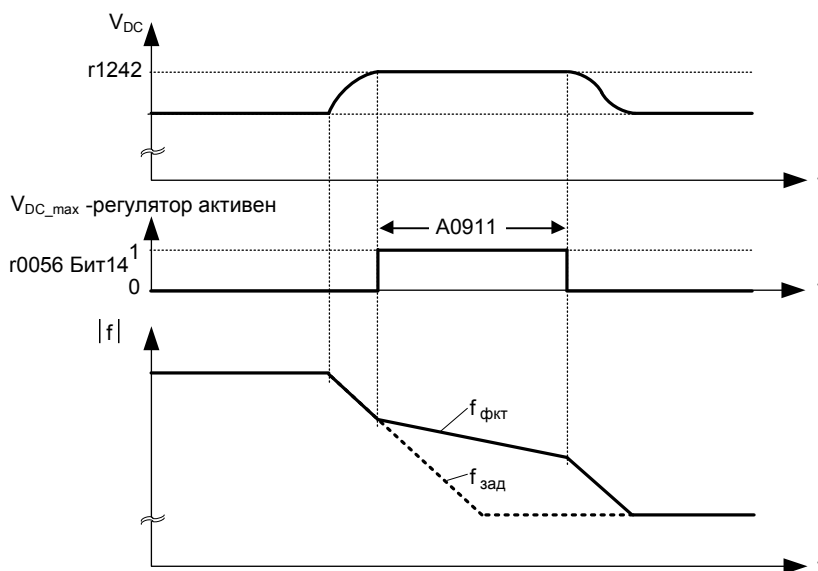 V_DC
r1242
V_DC_max -регулятор активен
A0911
1
r0056 Бит14
0
|f|
f фкт
f зад